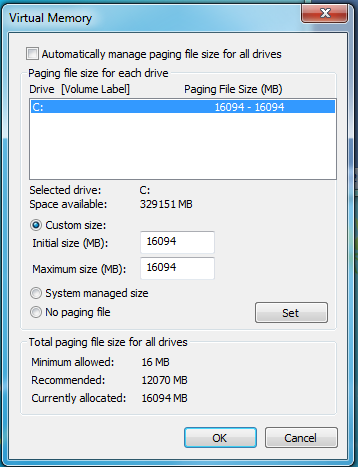 Virtual Memory
Automatically manage paging file size for all drives
Paging file size for each drive
Drive [Volume Label] Paging File Size (MB)
C: 16094 - 16094
Selected drive: C:
Space available: 329151 MB
Custom size:
Initial size (MB): 16094
Maximum size (MB): 16094
System managed size
No paging file
Set
Total paging file size for all drives
Minimum allowed: 16 MB
Recommended: 12070 MB
Currently allocated: 16094 MB
OK Cancel